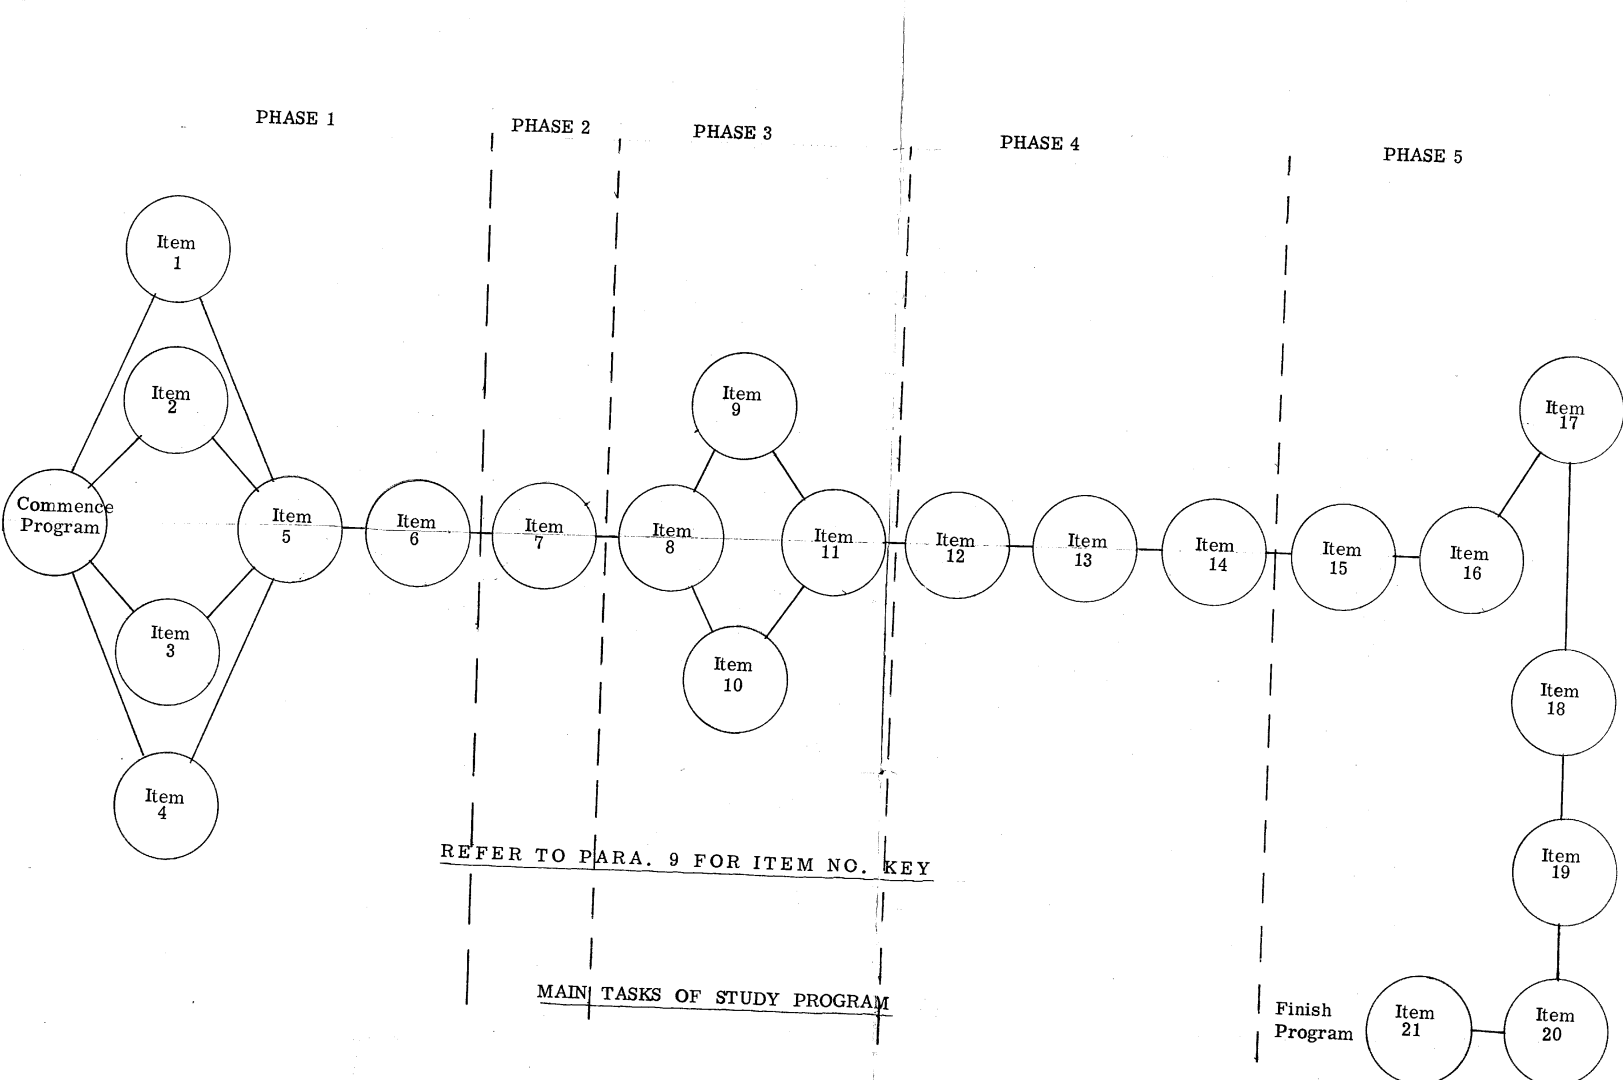 PHASE 1
PHASE 2
PHASE 3
PHASE 4
PHASE 5
Item
1
Item
2
Commence
Program
Item
3
Item
4
Item
5
Item
6
Item
7
Item
8
Item
9
Item
10
Item
11
Item
12
Item
13
Item
14
Item
15
Item
16
Item
17
Item
18
Item
19
Item
20
Item
21
Finish
Program
REFER TO PARA. 9 FOR ITEM NO. KEY
MAIN TASKS OF STUDY PROGRAM